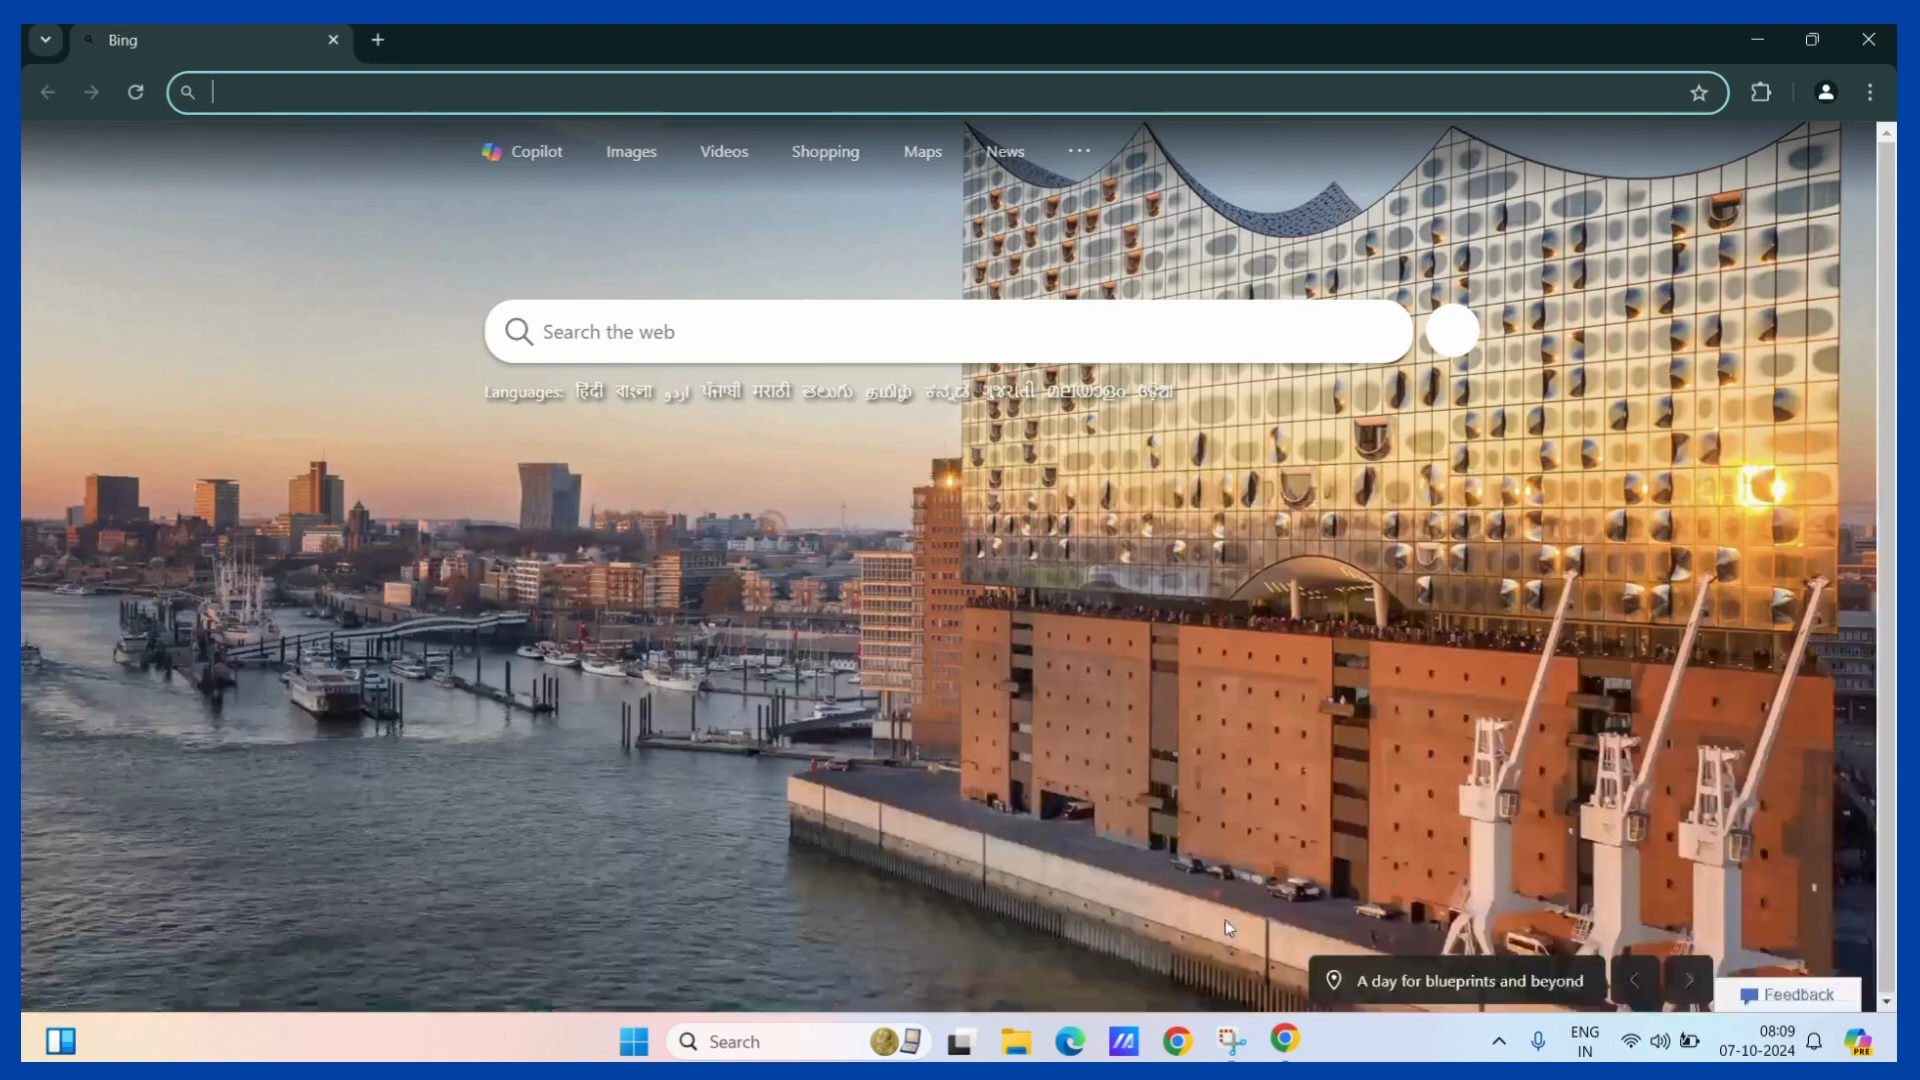 Bing
Copilot Images Videos Shopping Maps News
Search the web
Languages: हिंदी বাংলা اردو ਪੰਜਾਬੀ मराठी తెలుగు தமிழ் ಕನ್ನಡ ગુજરાતી മലയാളം ଓଡ଼ିଆ
A day for blueprints and beyond
Feedback
Search
ENG
IN
08:09
07-10-2024
PRE